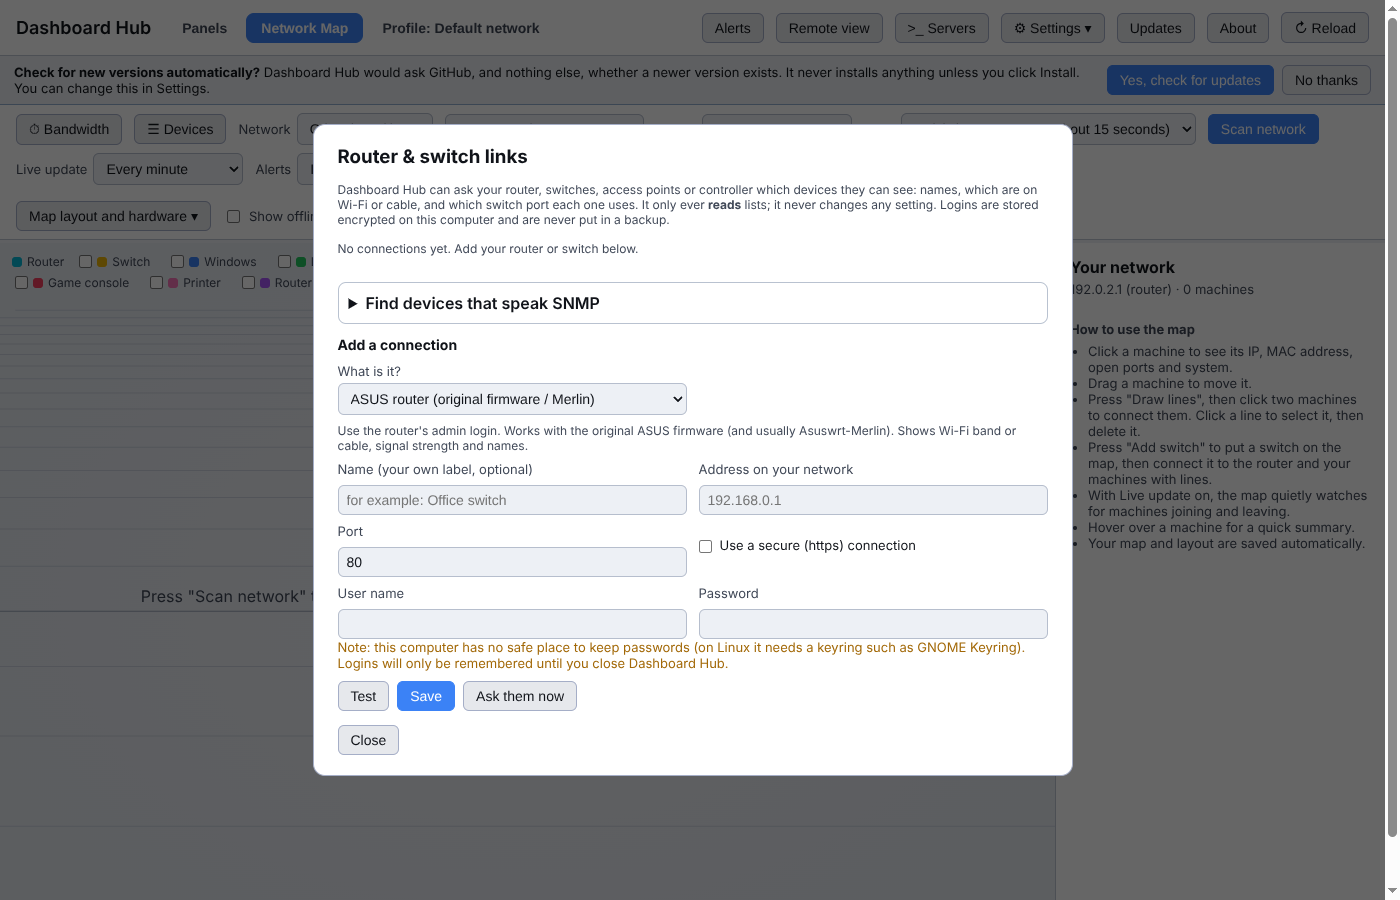 Dashboard Hub
Panels
Network Map
Profile: Default network
Alerts
Remote view
>_ Servers
⚙ Settings ▾
Updates
About
↻ Reload
Check for new versions automatically? Dashboard Hub would ask GitHub, and nothing else, whether a newer version exists. It never installs anything unless you click Install.
You can change this in Settings.
Yes, check for updates
No thanks
⏱ Bandwidth
☰ Devices
Network
out 15 seconds)
Scan network
Live update
Every minute
Alerts
Map layout and hardware ▾
Show offlin
Router
Switch
Windows
Game console
Printer
Router
Press "Scan network"
Router & switch links
Dashboard Hub can ask your router, switches, access points or controller which devices they can see: names, which are on
Wi-Fi or cable, and which switch port each one uses. It only ever reads lists; it never changes any setting. Logins are stored
encrypted on this computer and are never put in a backup.
No connections yet. Add your router or switch below.
▶ Find devices that speak SNMP
Add a connection
What is it?
ASUS router (original firmware / Merlin)
Use the router's admin login. Works with the original ASUS firmware (and usually Asuswrt-Merlin). Shows Wi-Fi band or
cable, signal strength and names.
Name (your own label, optional)
Address on your network
for example: Office switch
192.168.0.1
Port
80
Use a secure (https) connection
User name
Password
Note: this computer has no safe place to keep passwords (on Linux it needs a keyring such as GNOME Keyring).
Logins will only be remembered until you close Dashboard Hub.
Test
Save
Ask them now
Close
Your network
192.0.2.1 (router) · 0 machines
How to use the map
Click a machine to see its IP, MAC address,
open ports and system.
Drag a machine to move it.
Press "Draw lines", then click two machines
to connect them. Click a line to select it, then
delete it.
Press "Add switch" to put a switch on the
map, then connect it to the router and your
machines with lines.
With Live update on, the map quietly watches
for machines joining and leaving.
Hover over a machine for a quick summary.
Your map and layout are saved automatically.